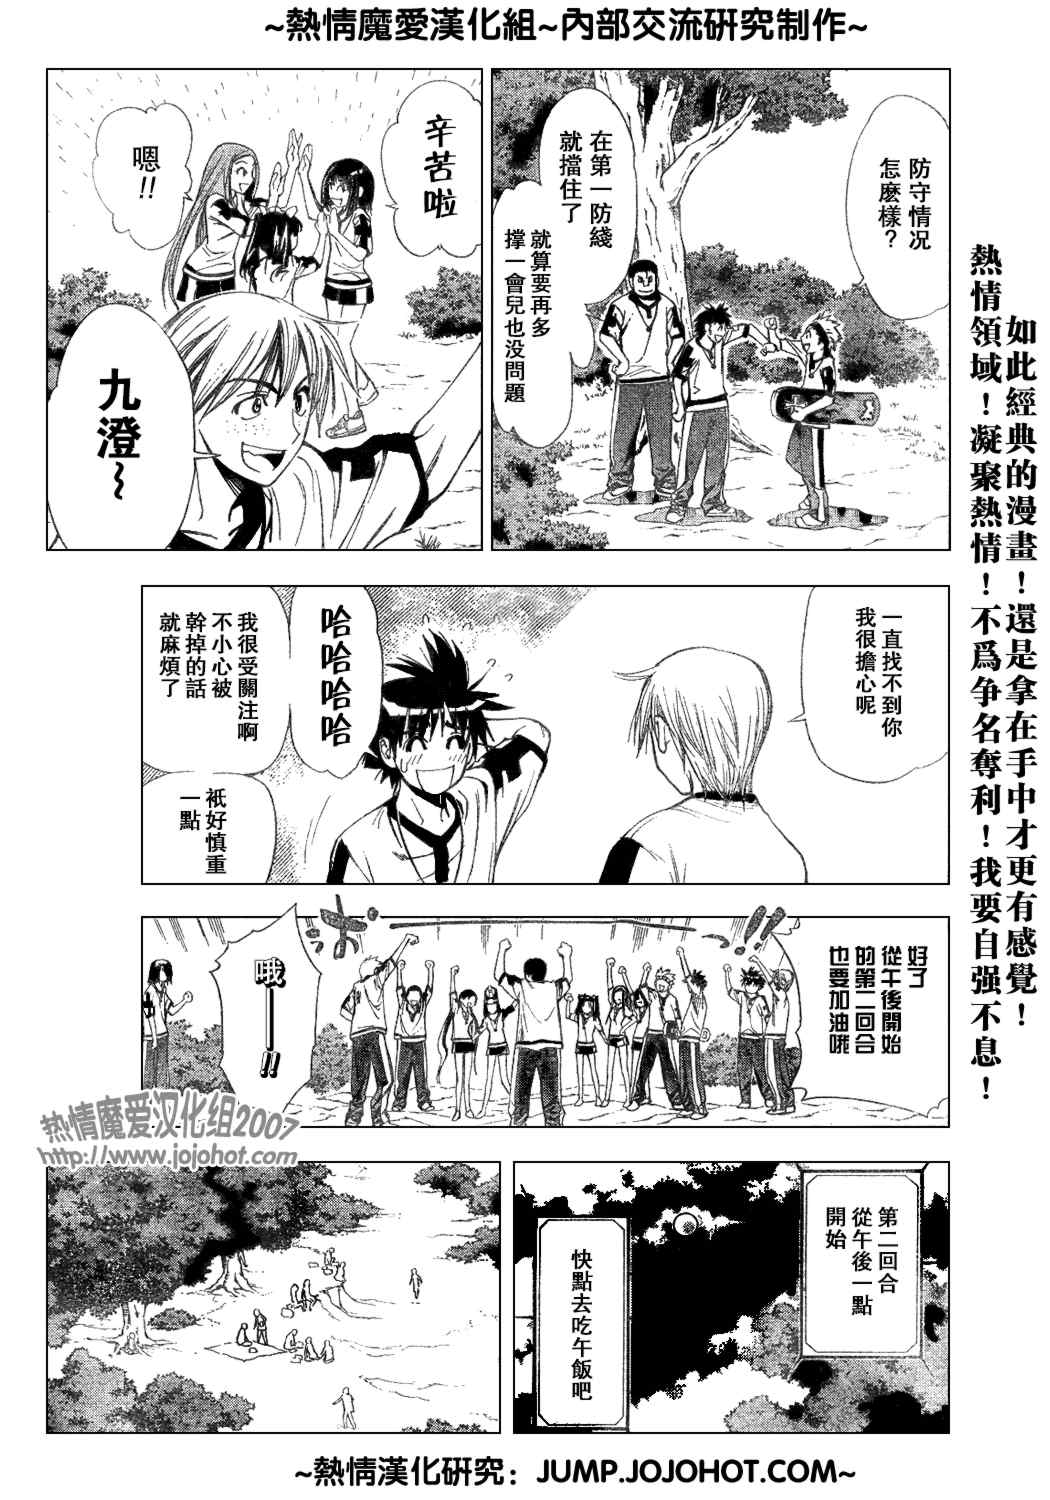 ~熱情魔愛漢化組~內部交流研究制作~
防守情况
怎麽樣?
在第一防綫
就擋住了
就算要再多
撑一會兒也没問題
辛苦啦
嗯!!
九澄~
一直找不到你
我很擔心呢
哈哈哈哈
我很受關注啊
不小心被
幹掉的話
就麻煩了
衹好慎重
一點
好了
從午後開始
的第二回合
也要加油哦
哦──!!
お
第二回合
從午後一點
開始
快點去吃午飯吧
如此經典的漫畫!還是拿在手中才更有感覺!
熱情領域!凝聚熱情!不爲争名奪利!我要自强不息!
熱情魔爱汉化组2007
http://www.jojohot.com
~熱情漢化研究：JUMP.JOJOHOT.COM~